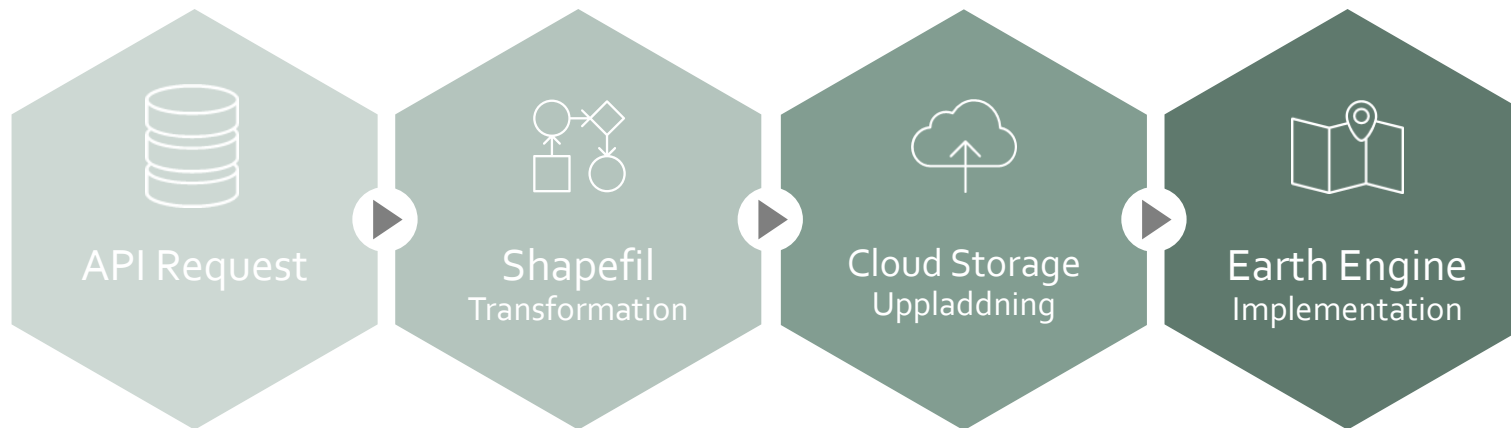 API Request
Shapefil
Transformation
Cloud Storage
Uppladdning
Earth Engine
Implementation